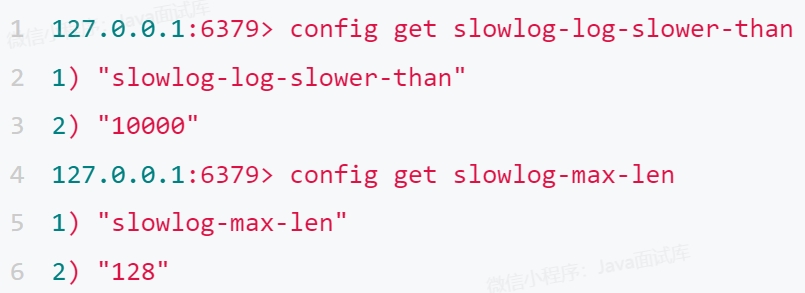 1 127.0.0.1:6379> config get slowlog-log-slower-than
2 1) "slowlog-log-slower-than"
3 2) "10000"
4 127.0.0.1:6379> config get slowlog-max-len
5 1) "slowlog-max-len"
6 2) "128"
微信小程序：Java面试库
微信小程序：Java面试库